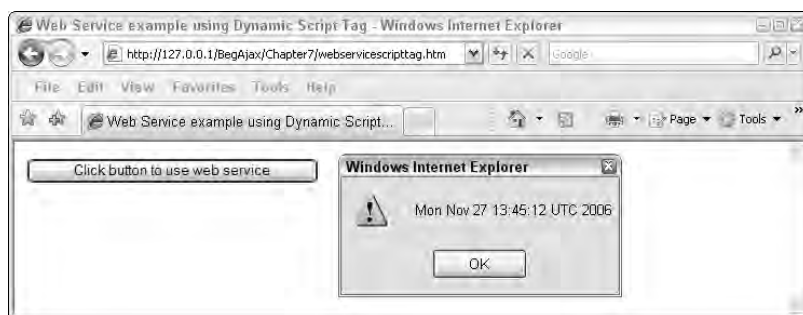 Web Service example using Dynamic Script Tag - Windows Internet Explorer
http://127.0.0.1/BegAjax/Chapter7/webservicescripttag.htm
Google
File Edit View Favorites Tools Help
Web Service example using Dynamic Script...
Page Tools »
Click button to use web service
Windows Internet Explorer
Mon Nov 27 13:45:12 UTC 2006
OK